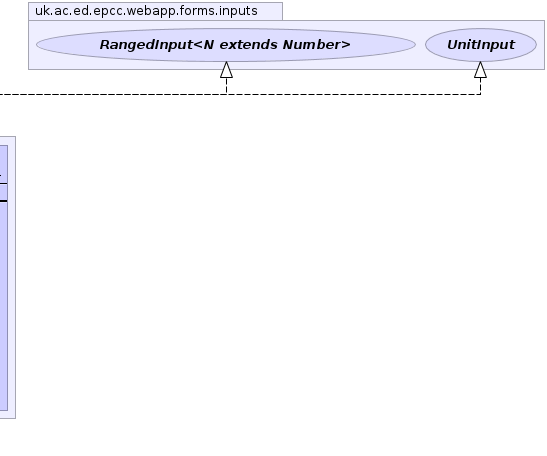 uk.ac.ed.epcc.webapp.forms.inputs
RangedInput<N extends Number>
UnitInput